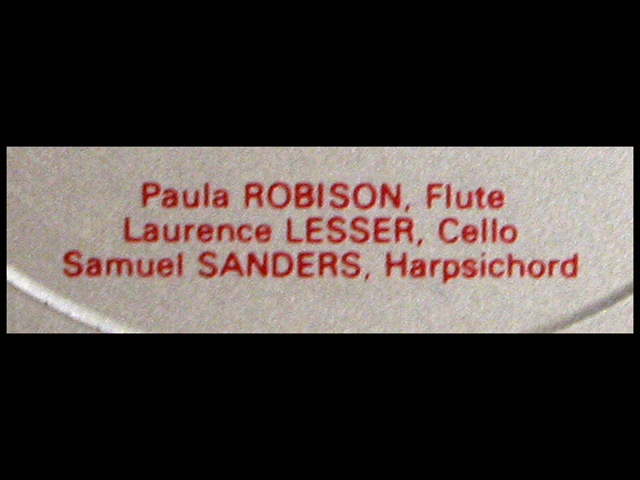 Paula ROBISON, Flute
Laurence LESSER, Cello
Samuel SANDERS, Harpsichord